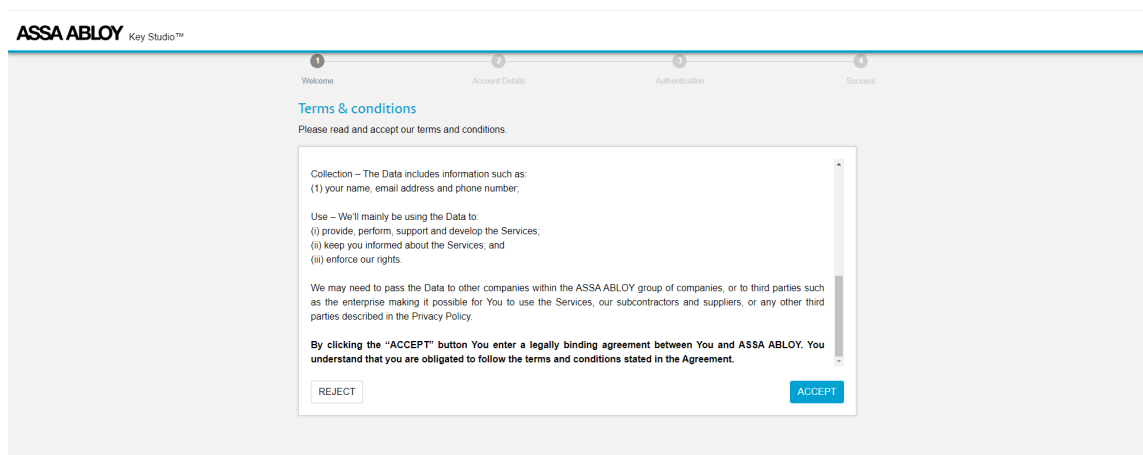 ASSA ABLOY Key Studio™
1 2 3 4
Welcome Account Details Authentication Success
Terms & conditions
Please read and accept our terms and conditions.
Collection – The Data includes information such as:
(1) your name, email address and phone number;
Use – We'll mainly be using the Data to:
(i) provide, perform, support and develop the Services;
(ii) keep you informed about the Services; and
(iii) enforce our rights.
We may need to pass the Data to other companies within the ASSA ABLOY group of companies, or to third parties such
as the enterprise making it possible for You to use the Services, our subcontractors and suppliers, or any other third
parties described in the Privacy Policy.
By clicking the “ACCEPT” button You enter a legally binding agreement between You and ASSA ABLOY. You
understand that you are obligated to follow the terms and conditions stated in the Agreement.
REJECT ACCEPT